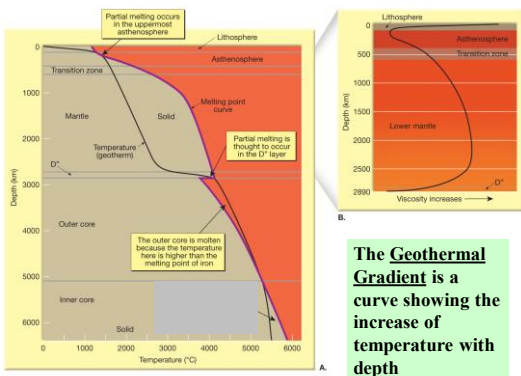 Partial melting occurs
in the uppermost
asthenosphere
Lithosphere
Asthenosphere
Transition zone
Mantle
Solid
Melting point
curve
Temperature
(geotherm)
Partial melting is
thought to occur
in the D" layer
D"
Outer core
The outer core is molten
because the temperature
here is higher than the
melting point of iron
Inner core
Solid
Depth (km)
0
1000
2000
3000
4000
5000
6000
0
1000
2000
3000
4000
5000
6000
Temperature (°C)
A.
Lithosphere
Asthenosphere
Transition zone
Lower mantle
D"
Depth (km)
0
500
1000
1500
2000
2500
2890
Viscosity increases
B.
The Geothermal
Gradient is a
curve showing the
increase of
temperature with
depth